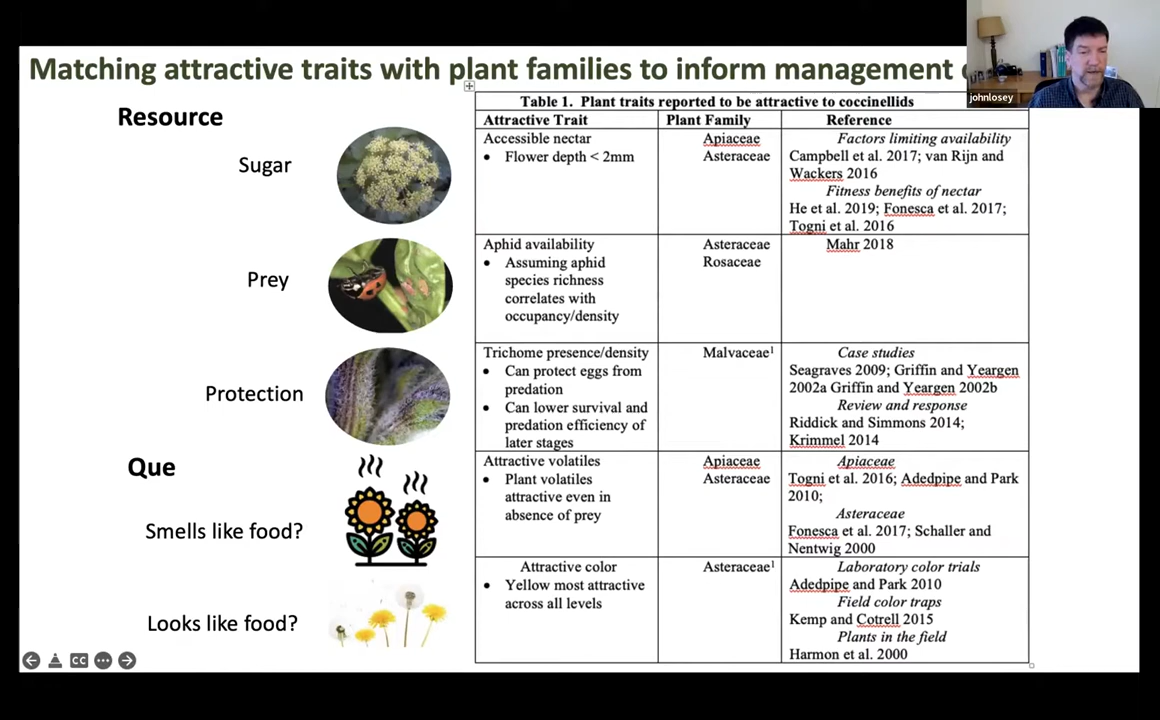 Matching attractive traits with plant families to inform management
johnlosey
Resource
Sugar
Prey
Protection
Que
Smells like food?
Looks like food?
Table 1. Plant traits reported to be attractive to coccinellids
Attractive Trait Plant Family Reference
Accessible nectar
• Flower depth < 2mm
Apiaceae
Asteraceae
Factors limiting availability
Campbell et al. 2017; van Rijn and
Wackers 2016
Fitness benefits of nectar
He et al. 2019; Fonesca et al. 2017;
Togni et al. 2016
Aphid availability
• Assuming aphid
species richness
correlates with
occupancy/density
Asteraceae
Rosaceae
Mahr 2018
Trichome presence/density
• Can protect eggs from
predation
• Can lower survival and
predation efficiency of
later stages
Malvaceae¹
Case studies
Seagraves 2009; Griffin and Yeargen
2002a Griffin and Yeargen 2002b
Review and response
Riddick and Simmons 2014;
Krimmel 2014
Attractive volatiles
• Plant volatiles
attractive even in
absence of prey
Apiaceae
Asteraceae
Apiaceae
Togni et al. 2016; Adedpipe and Park
2010;
Asteraceae
Fonesca et al. 2017; Schaller and
Nentwig 2000
Attractive color
• Yellow most attractive
across all levels
Asteraceae¹
Laboratory color trials
Adedpipe and Park 2010
Field color traps
Kemp and Cotrell 2015
Plants in the field
Harmon et al. 2000
CC